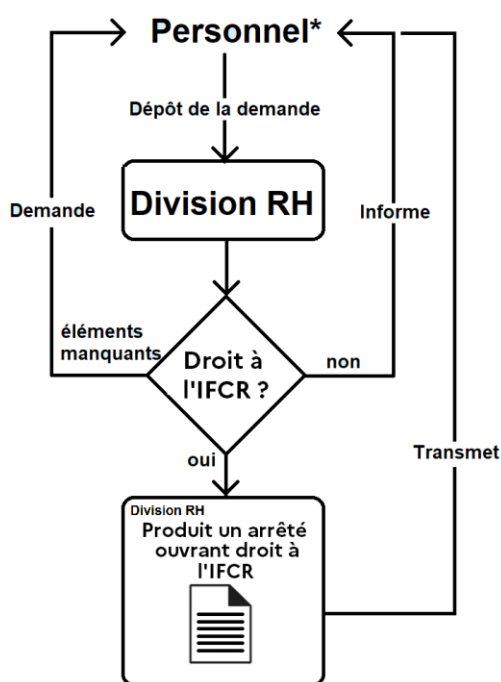 Personnel*
Dépôt de la demande
Division RH
Demande
Informe
éléments
manquants
Droit à
l'IFCR ?
non
oui
Transmet
Division RH
Produit un arrêté
ouvrant droit à
l'IFCR